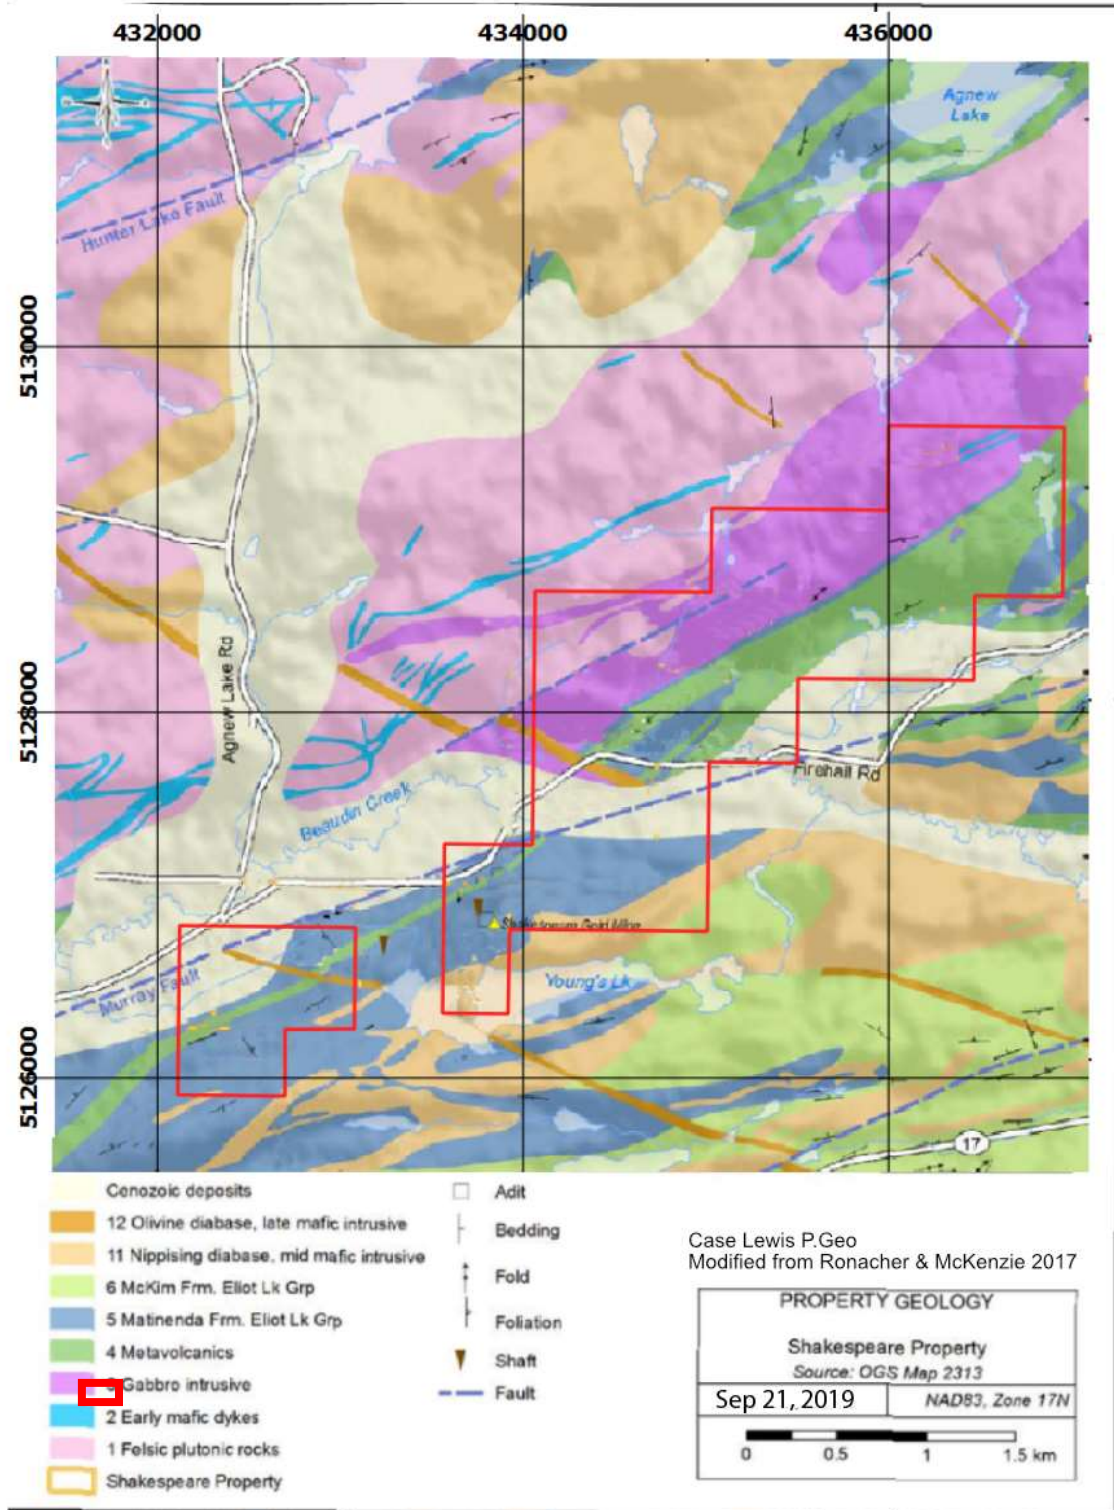 432000 434000 436000
Agnew
Lake
Hunter Lake Fault
5130000
Agnew Lake Rd
5128000
Firehall Rd
Beaudin Creek
Shakespeare Gold Mine
Young's Lk
Murray Fault
5126000
17
Cenozoic deposits
12 Olivine diabase, late mafic intrusive
11 Nippising diabase, mid mafic intrusive
6 McKim Frm. Eliot Lk Grp
5 Matinenda Frm. Eliot Lk Grp
4 Metavolcanics
Gabbro intrusive
2 Early mafic dykes
1 Felsic plutonic rocks
Shakespeare Property
Adit
Bedding
Fold
Foliation
Shaft
Fault
Case Lewis P.Geo
Modified from Ronacher & McKenzie 2017
PROPERTY GEOLOGY
Shakespeare Property
Source: OGS Map 2313
Sep 21, 2019 NAD83, Zone 17N
0 0.5 1 1.5 km